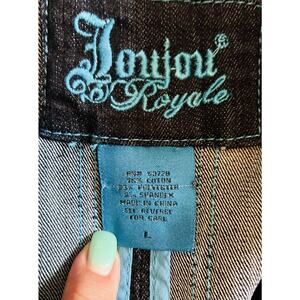 Joujou®
Royale
RN# 53728
75% COTTON
23% POLYESTER
2% SPANDEX
MADE IN CHINA
SEE REVERSE
FOR CARE
L